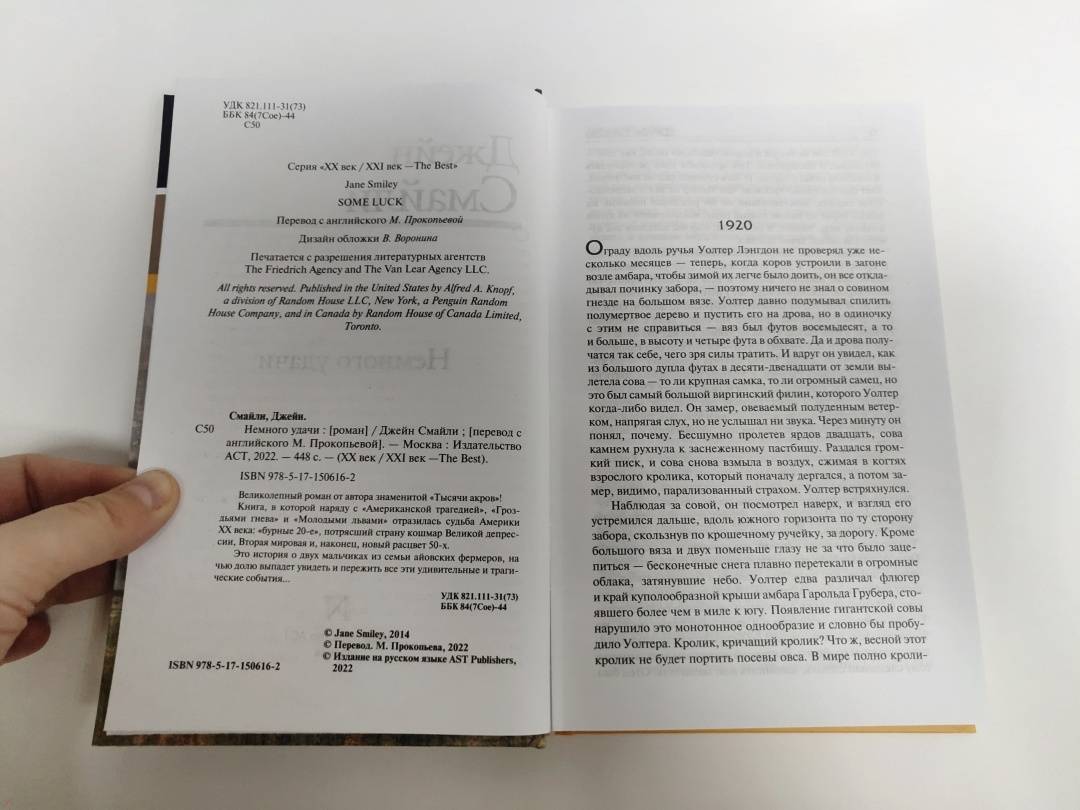 УДК 821.111-31(73)
ББК 84(7Сое)-44
С50
Серия «XX век / XXI век —The Best»
Jane Smiley
SOME LUCK
Перевод с английского М. Прокопьевой
Дизайн обложки В. Воронина
Печатается с разрешения литературных агентств
The Friedrich Agency and The Van Lear Agency LLC.
All rights reserved. Published in the United States by Alfred A. Knopf,
a division of Random House LLC, New York, a Penguin Random
House Company, and in Canada by Random House of Canada Limited,
Toronto.
Смайли, Джейн.
С50 Немного удачи : [роман] / Джейн Смайли ; [перевод с
английского М. Прокопьевой]. — Москва : Издательство
АСТ, 2022. — 448 с. — (XX век / XXI век —The Best).
ISBN 978-5-17-150616-2
Великолепный роман от автора знаменитой «Тысячи акров»!
Книга, в которой наряду с «Американской трагедией», «Гроз-
дьями гнева» и «Молодыми львами» отразилась судьба Америки
XX века: «бурные 20-е», потрясший страну кошмар Великой депрес-
сии, Вторая мировая и, наконец, новый расцвет 50-х.
Это история о двух мальчиках из семьи айовских фермеров, на
чью долю выпадет увидеть и пережить все эти удивительные и траги-
ческие события...
УДК 821.111-31(73)
ББК 84(7Сое)-44
© Jane Smiley, 2014
© Перевод. М. Прокопьева, 2022
© Издание на русском языке AST Publishers,
2022
ISBN 978-5-17-150616-2
1920
Ограду вдоль ручья Уолтер Лэнгдон не проверял уже не-
сколько месяцев — теперь, когда коров устроили в загоне
возле амбара, чтобы зимой их легче было доить, он все откла-
дывал починку забора, — поэтому ничего не знал о совином
гнезде на большом вязе. Уолтер давно подумывал спилить
полумертвое дерево и пустить его на дрова, но в одиночку
с этим не справиться — вяз был футов восемьдесят, а то
и больше, в высоту и четыре фута в обхвате. Да и дрова полу-
чатся так себе, чего зря силы тратить. И вдруг он увидел, как
из большого дупла футах в десяти-двенадцати от земли вы-
летела сова — то ли крупная самка, то ли огромный самец, но
это был самый большой виргинский филин, которого Уолтер
когда-либо видел. Он замер, овеваемый полуденным ветер-
ком, напрягая слух, но не услышал ни звука. Через минуту он
понял, почему. Бесшумно пролетев ярдов двадцать, сова
камнем рухнула к заснеженному пастбищу. Раздался гром-
кий писк, и сова снова взмыла в воздух, сжимая в когтях
взрослого кролика, который поначалу дергался, а потом за-
мер, видимо, парализованный страхом. Уолтер встряхнулся.
Наблюдая за совой, он посмотрел наверх, и взгляд его
устремился дальше, вдоль южного горизонта по ту сторону
забора, скользнув по крошечному ручейку, за дорогу. Кроме
большого вяза и двух поменьше глазу не за что было заце-
питься — бесконечные снега плавно перетекали в огромные
облака, затянувшие небо. Уолтер едва различал флюгер
и край куполообразной крыши амбара Гарольда Грубера, сто-
явшего более чем в миле к югу. Появление гигантской совы
нарушило это монотонное однообразие и словно бы пробу-
дило Уолтера. Кролик, кричащий кролик? Что ж, весной этот
кролик не будет портить посевы овса. В мире полно кроли-